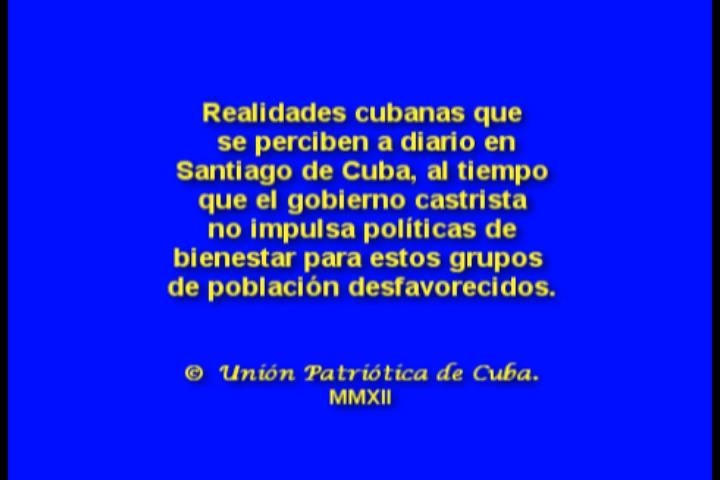 Realidades cubanas que
se perciben a diario en
Santiago de Cuba, al tiempo
que el gobierno castrista
no impulsa políticas de
bienestar para estos grupos
de población desfavorecidos.
© Unión Patriótica de Cuba.
MMXII